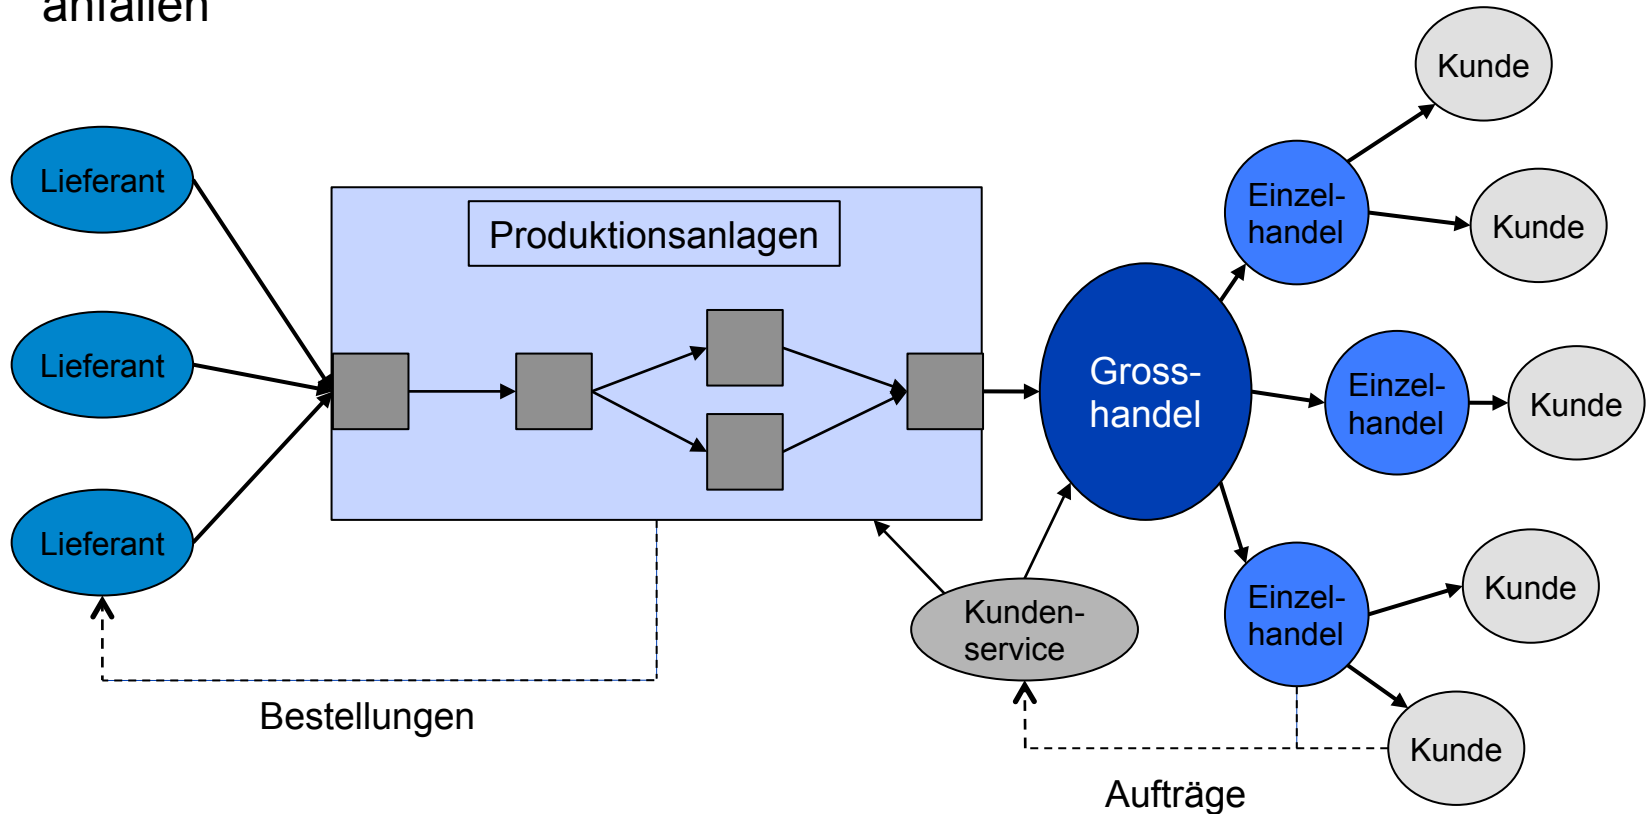 anfallen
Kunde
Lieferant
Einzel-
handel
Produktionsanlagen
Kunde
Lieferant
Gross-
handel
Einzel-
handel
Kunde
Lieferant
Kunden-
service
Einzel-
handel
Kunde
Bestellungen
Kunde
Aufträge